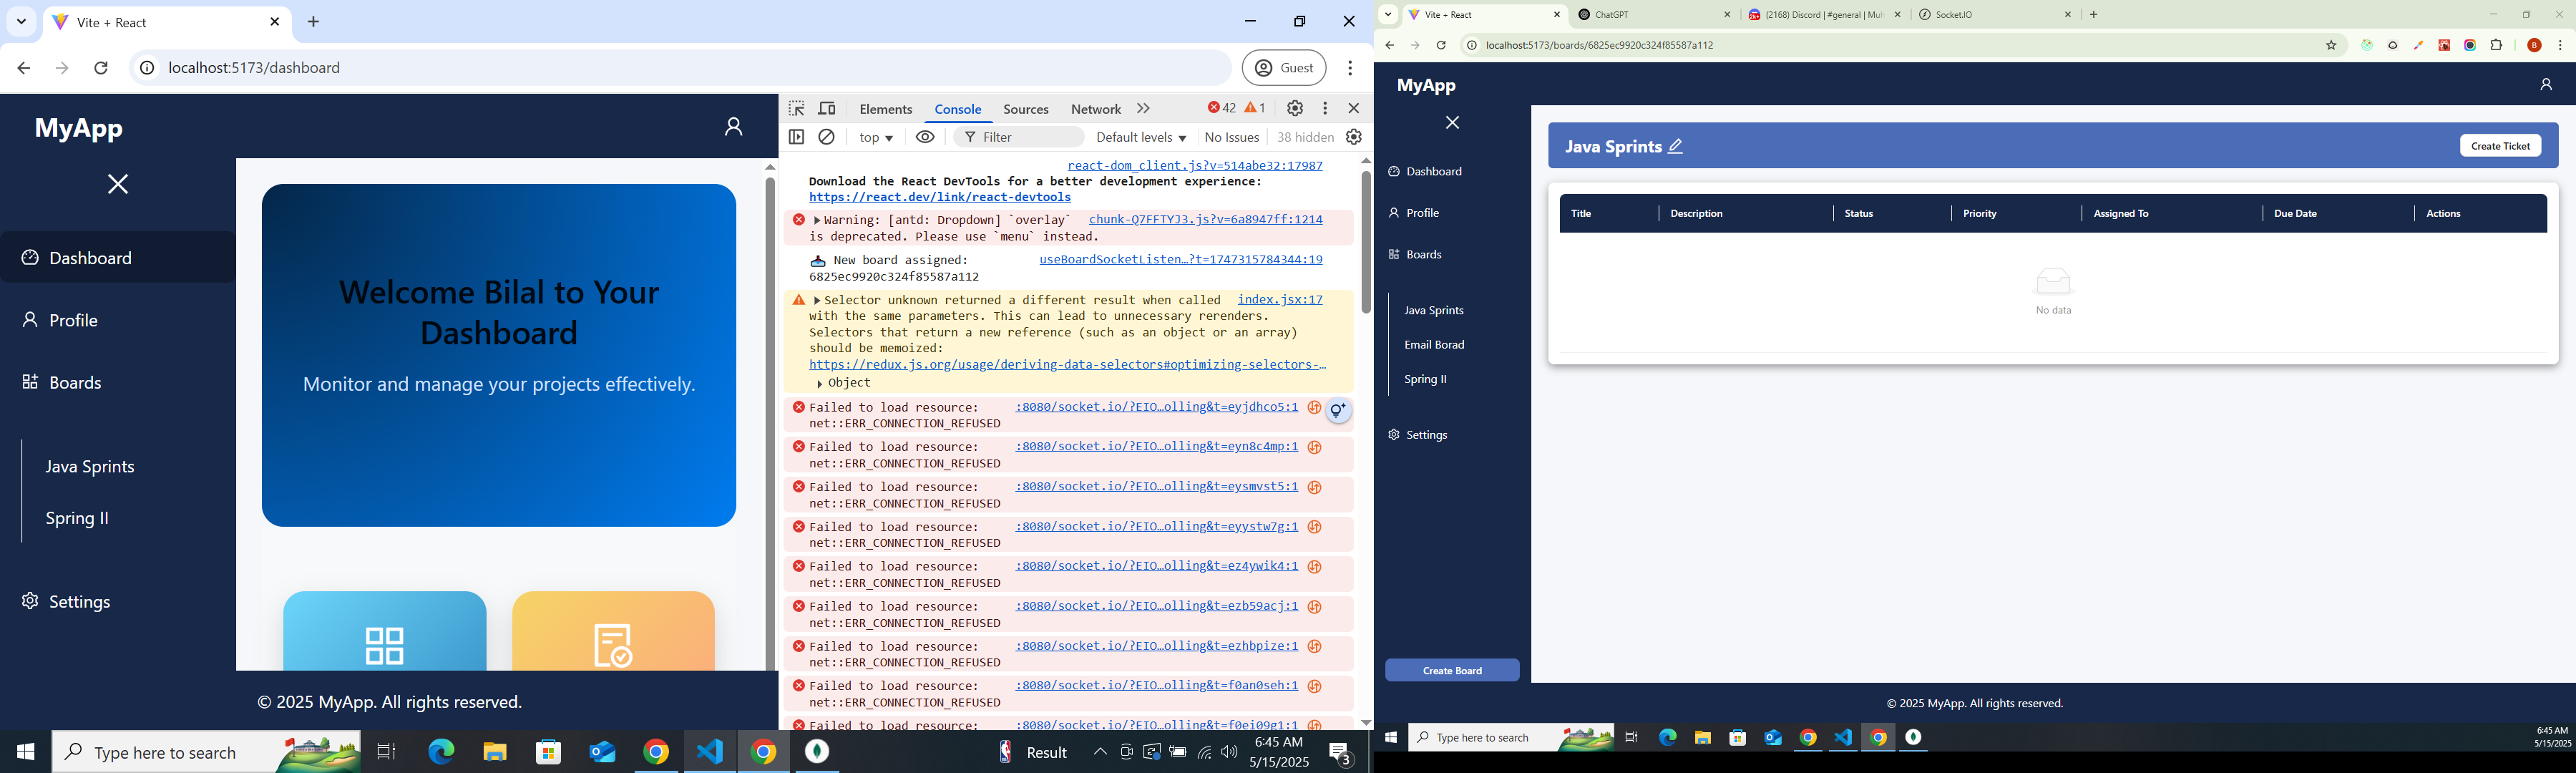 Vite + React
localhost:5173/dashboard
Guest
MyApp
Dashboard
Profile
Boards
Java Sprints
Spring II
Settings
Welcome Bilal to Your
Dashboard
Monitor and manage your projects effectively.
© 2025 MyApp. All rights reserved.
Elements Console Sources Network 42 1
top Filter Default levels No Issues 38 hidden
react-dom_client.js?v=514abe32:17987
Download the React DevTools for a better development experience:
https://react.dev/link/react-devtools
Warning: [antd: Dropdown] `overlay` chunk-Q7FFTYJ3.js?v=6a8947ff:1214
is deprecated. Please use `menu` instead.
New board assigned: useBoardSocketListen…?t=1747315784344:19
6825ec9920c324f85587a112
Selector unknown returned a different result when called index.jsx:17
with the same parameters. This can lead to unnecessary rerenders.
Selectors that return a new reference (such as an object or an array)
should be memoized:
https://redux.js.org/usage/deriving-data-selectors#optimizing-selectors-…
Object
Failed to load resource: :8080/socket.io/?EIO…olling&t=eyjdhco5:1
net::ERR_CONNECTION_REFUSED
Failed to load resource: :8080/socket.io/?EIO…olling&t=eyn8c4mp:1
net::ERR_CONNECTION_REFUSED
Failed to load resource: :8080/socket.io/?EIO…olling&t=eysmvst5:1
net::ERR_CONNECTION_REFUSED
Failed to load resource: :8080/socket.io/?EIO…olling&t=eyystw7g:1
net::ERR_CONNECTION_REFUSED
Failed to load resource: :8080/socket.io/?EIO…olling&t=ez4ywik4:1
net::ERR_CONNECTION_REFUSED
Failed to load resource: :8080/socket.io/?EIO…olling&t=ezb59acj:1
net::ERR_CONNECTION_REFUSED
Failed to load resource: :8080/socket.io/?EIO…olling&t=ezhbpize:1
net::ERR_CONNECTION_REFUSED
Failed to load resource: :8080/socket.io/?EIO…olling&t=f0an0seh:1
net::ERR_CONNECTION_REFUSED
Failed to load resource: :8080/socket.io/?EIO…olling&t=f0ei09g1:1
Type here to search
Result
6:45 AM
5/15/2025
3
Vite + React ChatGPT (2168) Discord | #general | Muh Socket.IO
localhost:5173/boards/6825ec9920c324f85587a112
B
MyApp
Dashboard
Profile
Boards
Java Sprints
Email Borad
Spring II
Settings
Create Board
Java Sprints
Create Ticket
Title Description Status Priority Assigned To Due Date Actions
No data
© 2025 MyApp. All rights reserved.
Type here to search
6:45 AM
5/15/2025